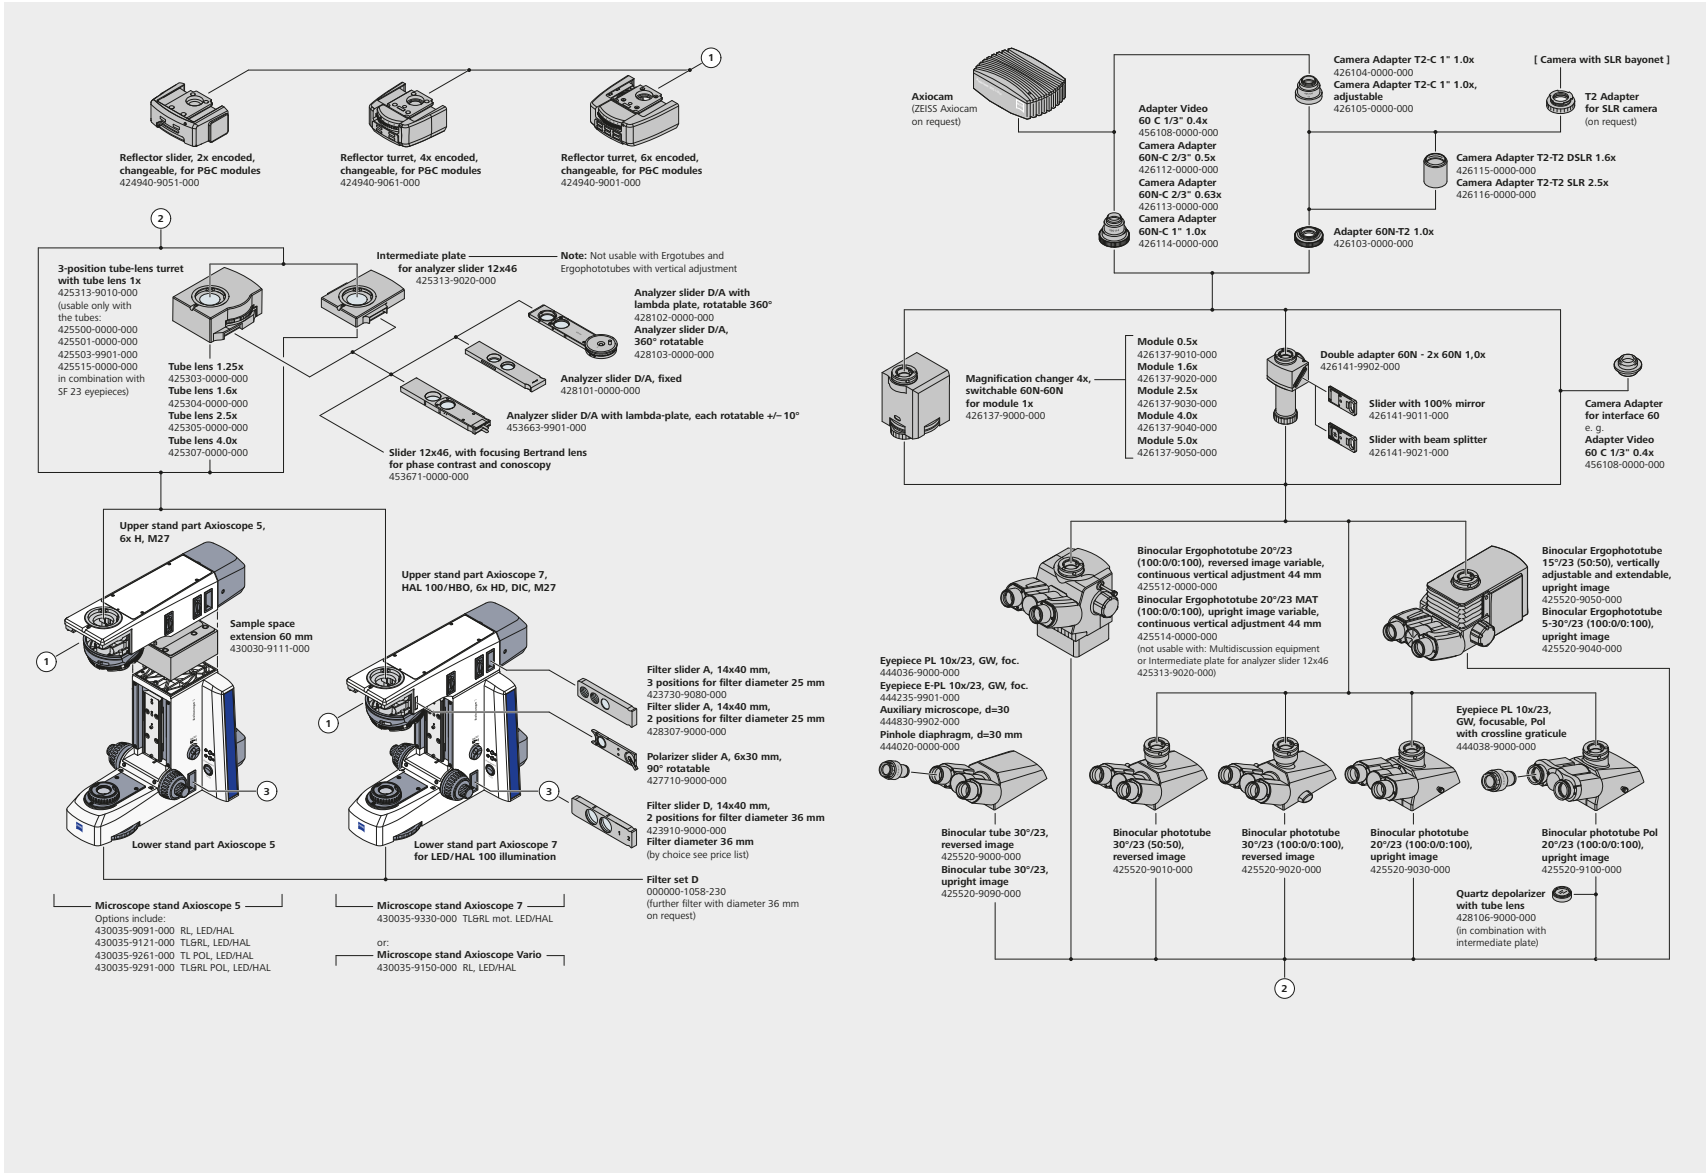 1
Reflector slider, 2x encoded,
changeable, for P&C modules
424940-9051-000
Reflector turret, 4x encoded,
changeable, for P&C modules
424940-9061-000
Reflector turret, 6x encoded,
changeable, for P&C modules
424940-9001-000
2
3-position tube-lens turret
with tube lens 1x
425313-9010-000
(usable only with
the tubes:
425500-0000-000
425501-0000-000
425503-9901-000
425515-0000-000
in combination with
SF 23 eyepieces)
Tube lens 1.25x
425303-0000-000
Tube lens 1.6x
425304-0000-000
Tube lens 2.5x
425305-0000-000
Tube lens 4.0x
425307-0000-000
Intermediate plate
for analyzer slider 12x46
425313-9020-000
Note: Not usable with Ergotubes and
Ergophototubes with vertical adjustment
Analyzer slider D/A with
lambda plate, rotatable 360°
428102-0000-000
Analyzer slider D/A,
360° rotatable
428103-0000-000
Analyzer slider D/A, fixed
428101-0000-000
Analyzer slider D/A with lambda-plate, each rotatable +/− 10°
453663-9901-000
Slider 12x46, with focusing Bertrand lens
for phase contrast and conoscopy
453671-0000-000
Upper stand part Axioscope 5,
6x H, M27
Sample space
extension 60 mm
430030-9111-000
1
3
Lower stand part Axioscope 5
Upper stand part Axioscope 7,
HAL 100/HBO, 6x HD, DIC, M27
1
3
Lower stand part Axioscope 7
for LED/HAL 100 illumination
Filter slider A, 14x40 mm,
3 positions for filter diameter 25 mm
423730-9080-000
Filter slider A, 14x40 mm,
2 positions for filter diameter 25 mm
428307-9000-000
Polarizer slider A, 6x30 mm,
90° rotatable
427710-9000-000
Filter slider D, 14x40 mm,
2 positions for filter diameter 36 mm
423910-9000-000
Filter diameter 36 mm
(by choice see price list)
1 2
Filter set D
000000-1058-230
(further filter with diameter 36 mm
on request)
Microscope stand Axioscope 5
Options include:
430035-9091-000 RL, LED/HAL
430035-9121-000 TL&RL, LED/HAL
430035-9261-000 TL POL, LED/HAL
430035-9291-000 TL&RL POL, LED/HAL
Microscope stand Axioscope 7
430035-9330-000 TL&RL mot. LED/HAL
or:
Microscope stand Axioscope Vario
430035-9150-000 RL, LED/HAL
Axiocam
(ZEISS Axiocam
on request)
Adapter Video
60 C 1/3" 0.4x
456108-0000-000
Camera Adapter
60N-C 2/3" 0.5x
426112-0000-000
Camera Adapter
60N-C 2/3" 0.63x
426113-0000-000
Camera Adapter
60N-C 1" 1.0x
426114-0000-000
Camera Adapter T2-C 1" 1.0x
426104-0000-000
Camera Adapter T2-C 1" 1.0x,
adjustable
426105-0000-000
[ Camera with SLR bayonet ]
T2 Adapter
for SLR camera
(on request)
Camera Adapter T2-T2 DSLR 1.6x
426115-0000-000
Camera Adapter T2-T2 SLR 2.5x
426116-0000-000
Adapter 60N-T2 1.0x
426103-0000-000
Magnification changer 4x,
switchable 60N-60N
for module 1x
426137-9000-000
Module 0.5x
426137-9010-000
Module 1.6x
426137-9020-000
Module 2.5x
426137-9030-000
Module 4.0x
426137-9040-000
Module 5.0x
426137-9050-000
Double adapter 60N - 2x 60N 1,0x
426141-9902-000
Slider with 100% mirror
426141-9011-000
Slider with beam splitter
426141-9021-000
Camera Adapter
for interface 60
e. g.
Adapter Video
60 C 1/3" 0.4x
456108-0000-000
Binocular Ergophototube 20°/23
(100:0/0:100), reversed image variable,
continuous vertical adjustment 44 mm
425512-0000-000
Binocular Ergophototube 20°/23 MAT
(100:0/0:100), upright image variable,
continuous vertical adjustment 44 mm
425514-0000-000
(not usable with: Multidiscussion equipment
or Intermediate plate for analyzer slider 12x46
425313-9020-000)
Binocular Ergophototube
15°/23 (50:50), vertically
adjustable and extendable,
upright image
425520-9050-000
Binocular Ergophototube
5-30°/23 (100:0/0:100),
upright image
425520-9040-000
Eyepiece PL 10x/23, GW, foc.
444036-9000-000
Eyepiece E-PL 10x/23, GW, foc.
444235-9901-000
Auxiliary microscope, d=30
444830-9902-000
Pinhole diaphragm, d=30 mm
444020-0000-000
Eyepiece PL 10x/23,
GW, focusable, Pol
with crossline graticule
444038-9000-000
Binocular tube 30°/23,
reversed image
425520-9000-000
Binocular tube 30°/23,
upright image
425520-9090-000
Binocular phototube
30°/23 (50:50),
reversed image
425520-9010-000
Binocular phototube
30°/23 (100:0/0:100),
reversed image
425520-9020-000
Binocular phototube
20°/23 (100:0/0:100),
upright image
425520-9030-000
Binocular phototube Pol
20°/23 (100:0/0:100),
upright image
425520-9100-000
Quartz depolarizer
with tube lens
428106-9000-000
(in combination with
intermediate plate)
2